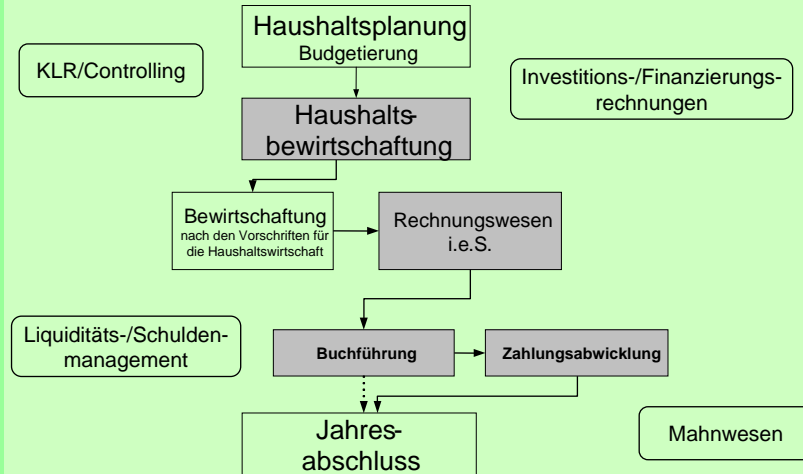 Haushaltsplanung
Budgetierung
KLR/Controlling
Investitions-/Finanzierungs-
rechnungen
Haushalts-
bewirtschaftung
Bewirtschaftung
nach den Vorschriften für
die Haushaltswirtschaft
Rechnungswesen
i.e.S.
Liquiditäts-/Schulden-
management
Buchführung
Zahlungsabwicklung
Jahres-
abschluss
Mahnwesen